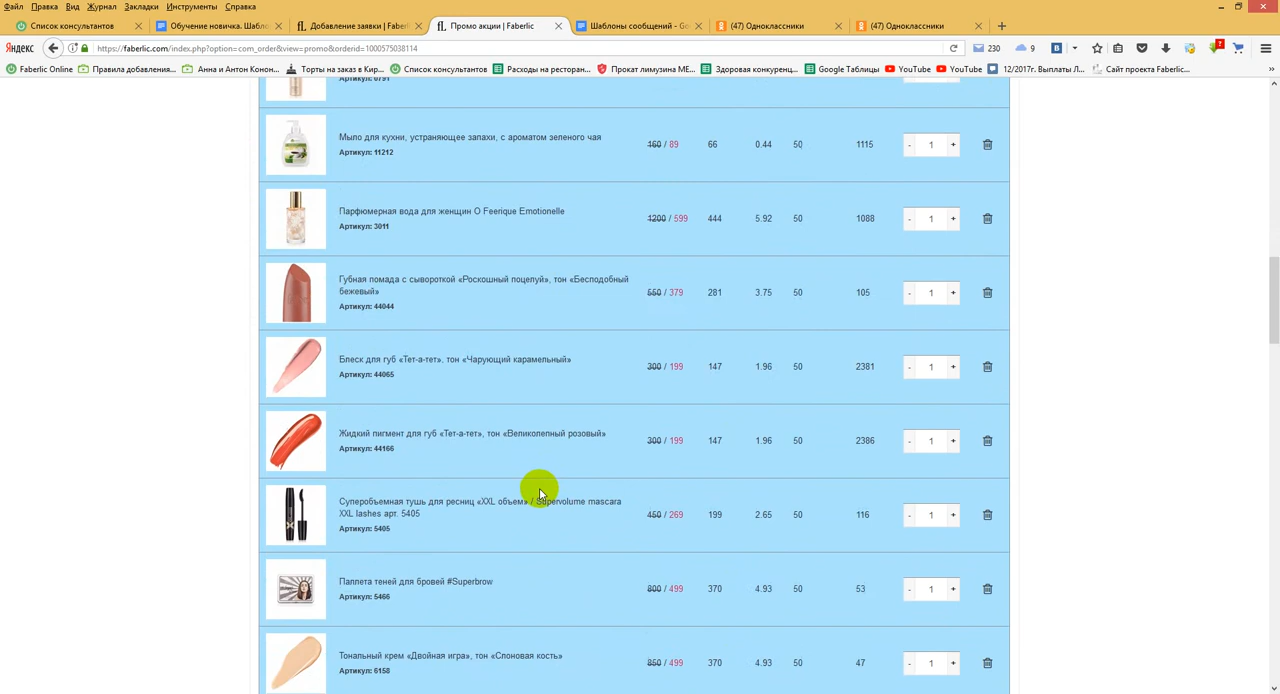 Файл Правка Вид Журнал Закладки Инструменты Справка
Список консультантов Обучение новичка. Шабло Добавление заявки | Faberl Промо акции | Faberlic Шаблоны сообщений - Go (47) Одноклассники (47) Одноклассники
Яндекс https://faberlic.com/index.php?option=com_order&view=promo&orderid=1000575038114 230 9
Faberlic Online Правила добавления... Анна и Антон Конон... Торты на заказ в Кир... Список консультантов Расходы на ресторан... Прокат лимузина МЕ... Здоровая конкуренц... Google Таблицы YouTube YouTube 12/2017г. Выплаты Л... Сайт проекта Faberlic...
Мыло для кухни, устраняющее запахи, с ароматом зеленого чая
Артикул: 11212
160 / 89 66 0.44 50 1115 - 1 +
Парфюмерная вода для женщин O Feerique Emotionelle
Артикул: 3011
1200 / 599 444 5.92 50 1088 - 1 +
Губная помада с сывороткой «Роскошный поцелуй», тон «Бесподобный
бежевый»
Артикул: 44044
550 / 379 281 3.75 50 105 - 1 +
Блеск для губ «Тет-а-тет», тон «Чарующий карамельный»
Артикул: 44065
300 / 199 147 1.96 50 2381 - 1 +
Жидкий пигмент для губ «Тет-а-тет», тон «Великолепный розовый»
Артикул: 44166
300 / 199 147 1.96 50 2386 - 1 +
Суперобъемная тушь для ресниц «XXL объем» / Supervolume mascara
XXL lashes арт. 5405
Артикул: 5405
450 / 269 199 2.65 50 116 - 1 +
Палетка теней для бровей #Superbrow
Артикул: 5466
800 / 499 370 4.93 50 53 - 1 +
Тональный крем «Двойная игра», тон «Слоновая кость»
Артикул: 6158
850 / 499 370 4.93 50 47 - 1 +